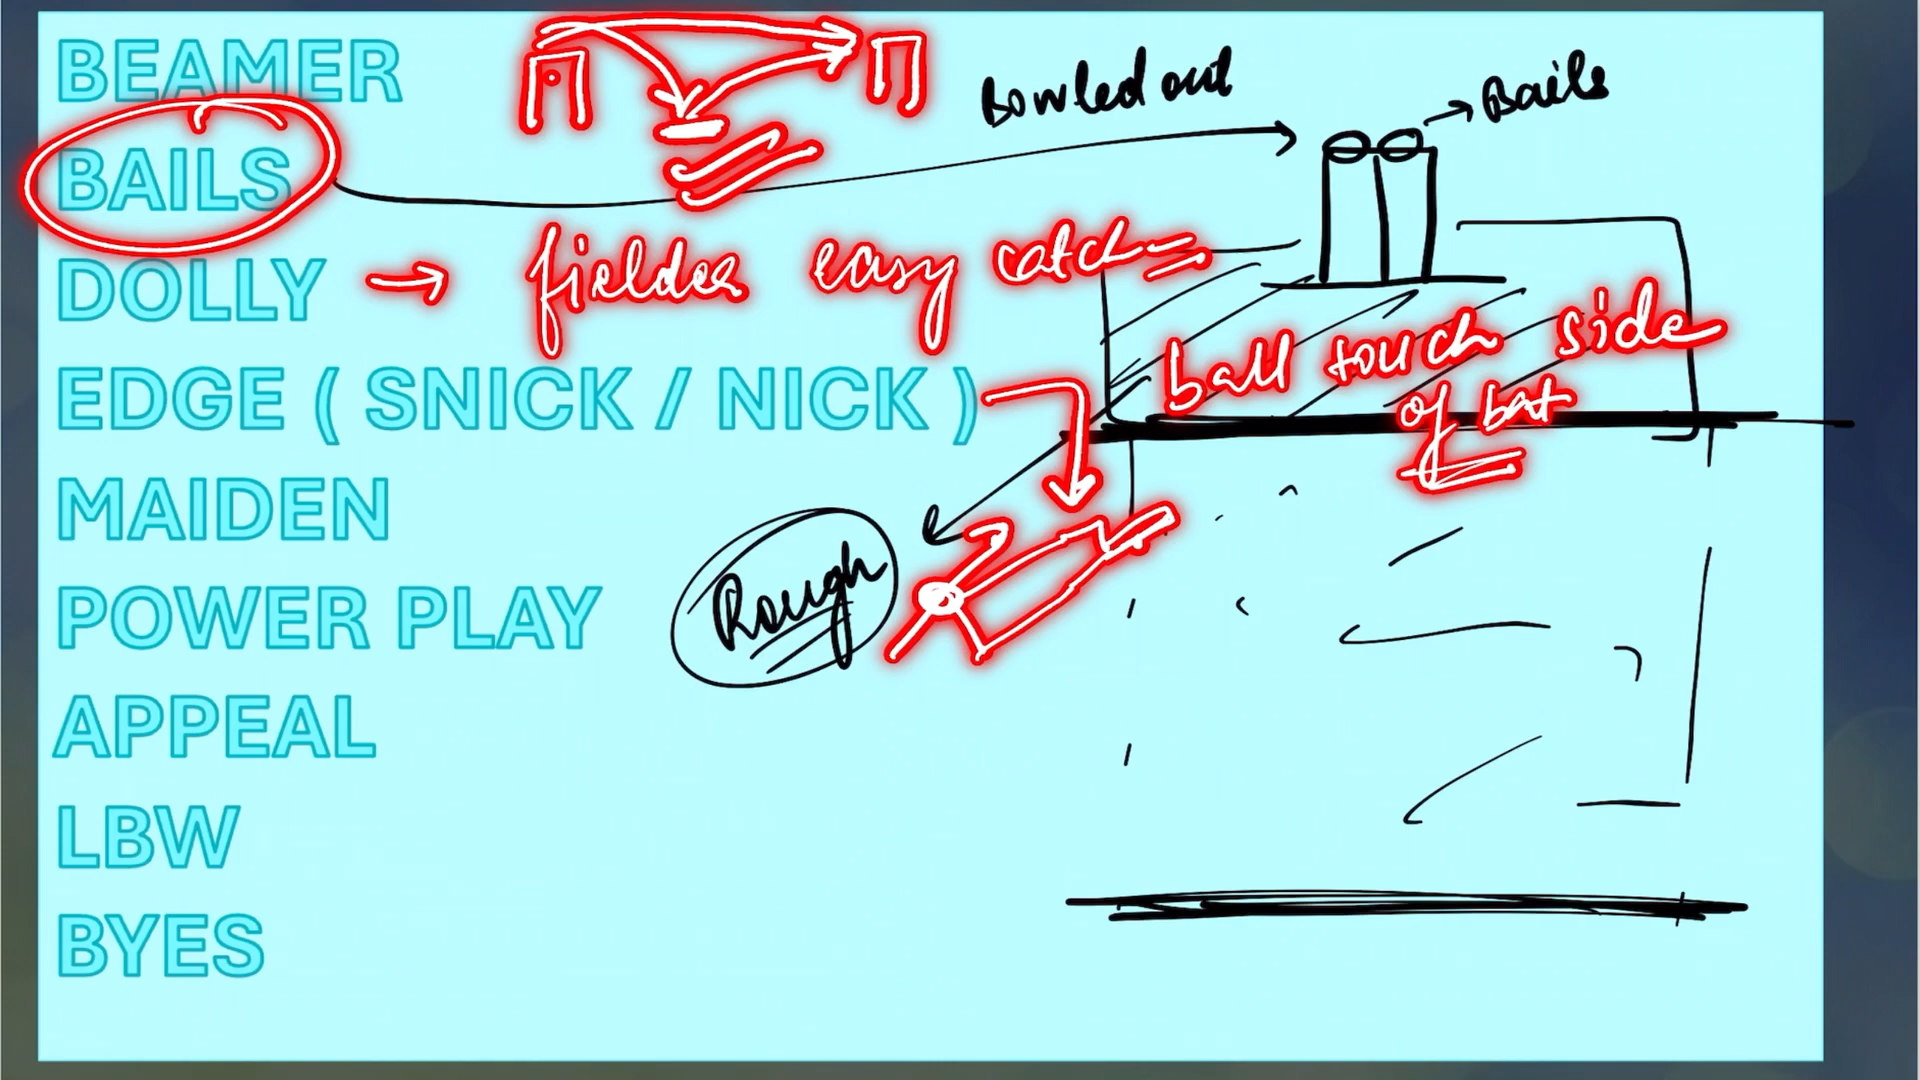 BEAMER
Bowled out
Bails
BAILS
DOLLY → fielder easy catch
ball touch side
of bat
EDGE ( SNICK / NICK )
MAIDEN
Rough
POWER PLAY
APPEAL
LBW
BYES